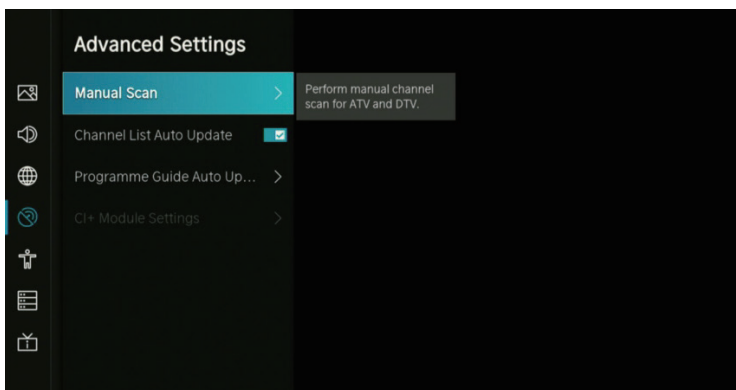 Advanced Settings
Manual Scan
Perform manual channel
scan for ATV and DTV.
Channel List Auto Update
Programme Guide Auto Up...
CI+ Module Settings